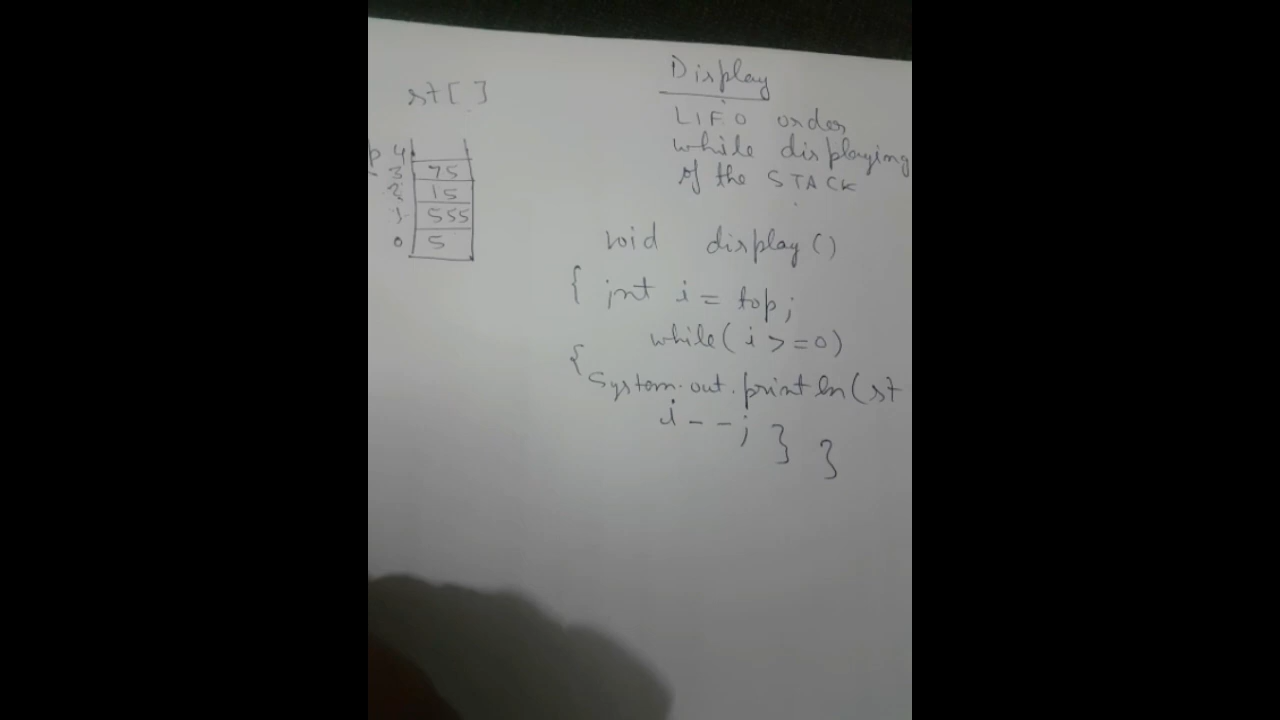 st[ ]
p 4
3 75
2 15
1 555
0 5
Display
LIFO order
while displaying
of the STACK
void display()
{ int i = top;
while( i >= 0)
{
System.out.println(st
i--; } }